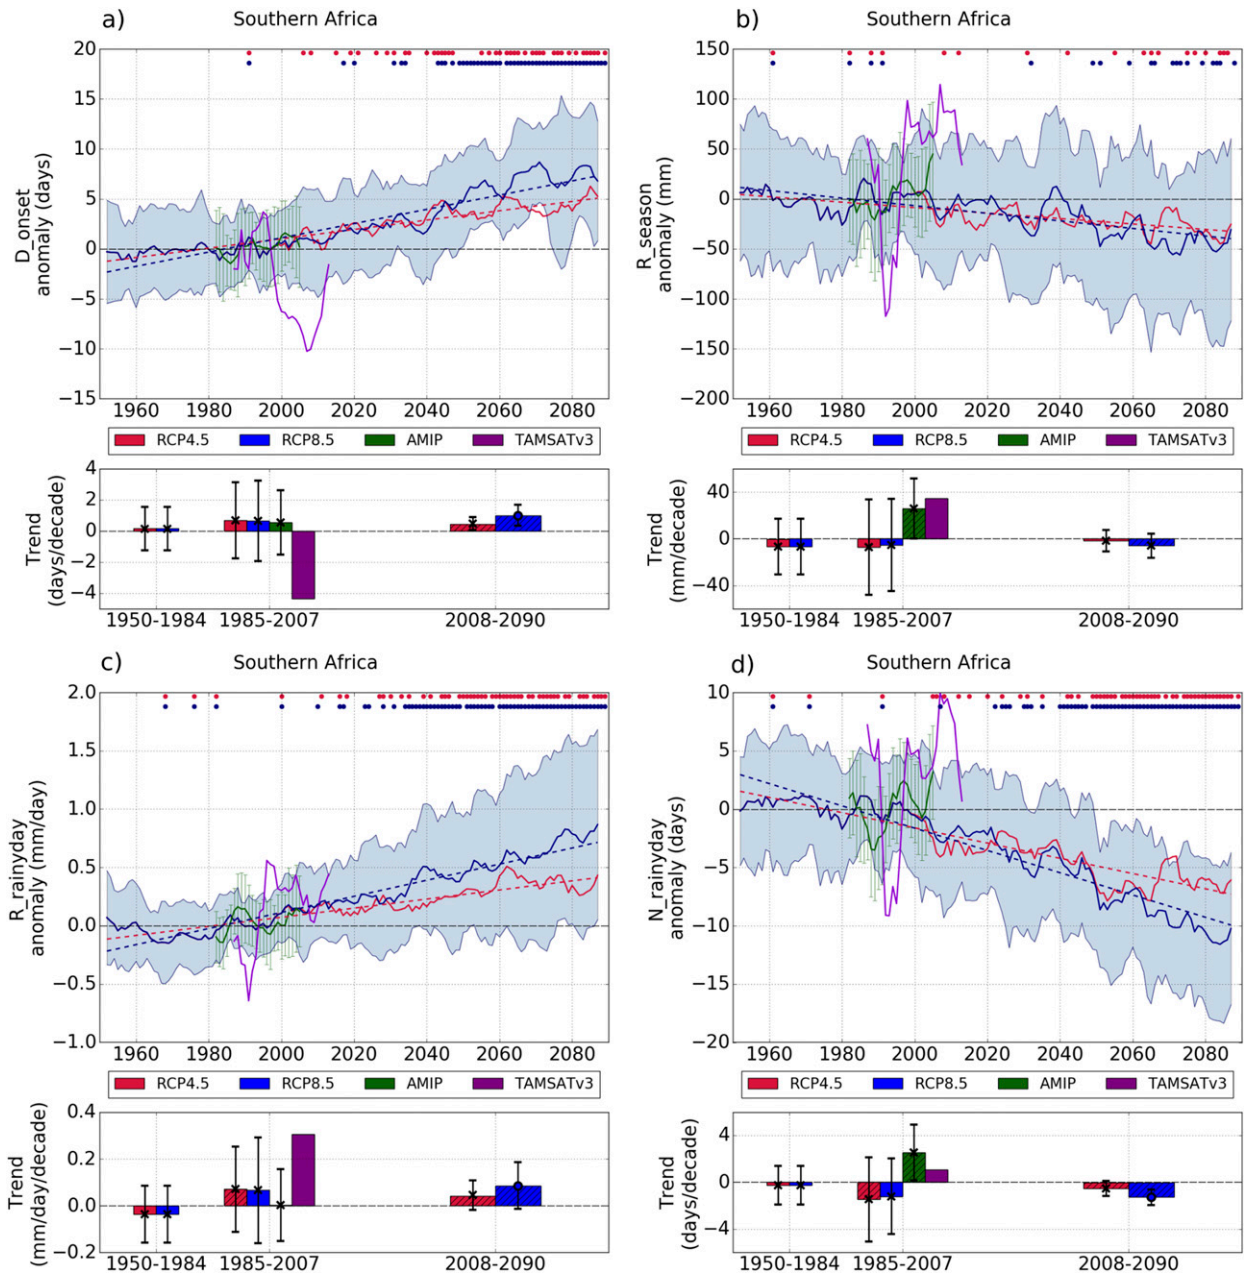 a) Southern Africa
20
15
10
5
0
−5
−10
−15
D_onset
anomaly (days)
1960 1980 2000 2020 2040 2060 2080
RCP4.5 RCP8.5 AMIP TAMSATv3
4
2
0
−2
−4
Trend
(days/decade)
1950-1984 1985-2007 2008-2090
b) Southern Africa
150
100
50
0
−50
−100
−150
−200
R_season
anomaly (mm)
1960 1980 2000 2020 2040 2060 2080
RCP4.5 RCP8.5 AMIP TAMSATv3
40
0
−40
Trend
(mm/decade)
1950-1984 1985-2007 2008-2090
c) Southern Africa
2.0
1.5
1.0
0.5
0.0
−0.5
−1.0
R_rainyday
anomaly (mm/day)
1960 1980 2000 2020 2040 2060 2080
RCP4.5 RCP8.5 AMIP TAMSATv3
0.4
0.2
0.0
−0.2
Trend
(mm/day/decade)
1950-1984 1985-2007 2008-2090
d) Southern Africa
10
5
0
−5
−10
−15
−20
N_rainyday
anomaly (days)
1960 1980 2000 2020 2040 2060 2080
RCP4.5 RCP8.5 AMIP TAMSATv3
4
0
−4
Trend
(days/decade)
1950-1984 1985-2007 2008-2090